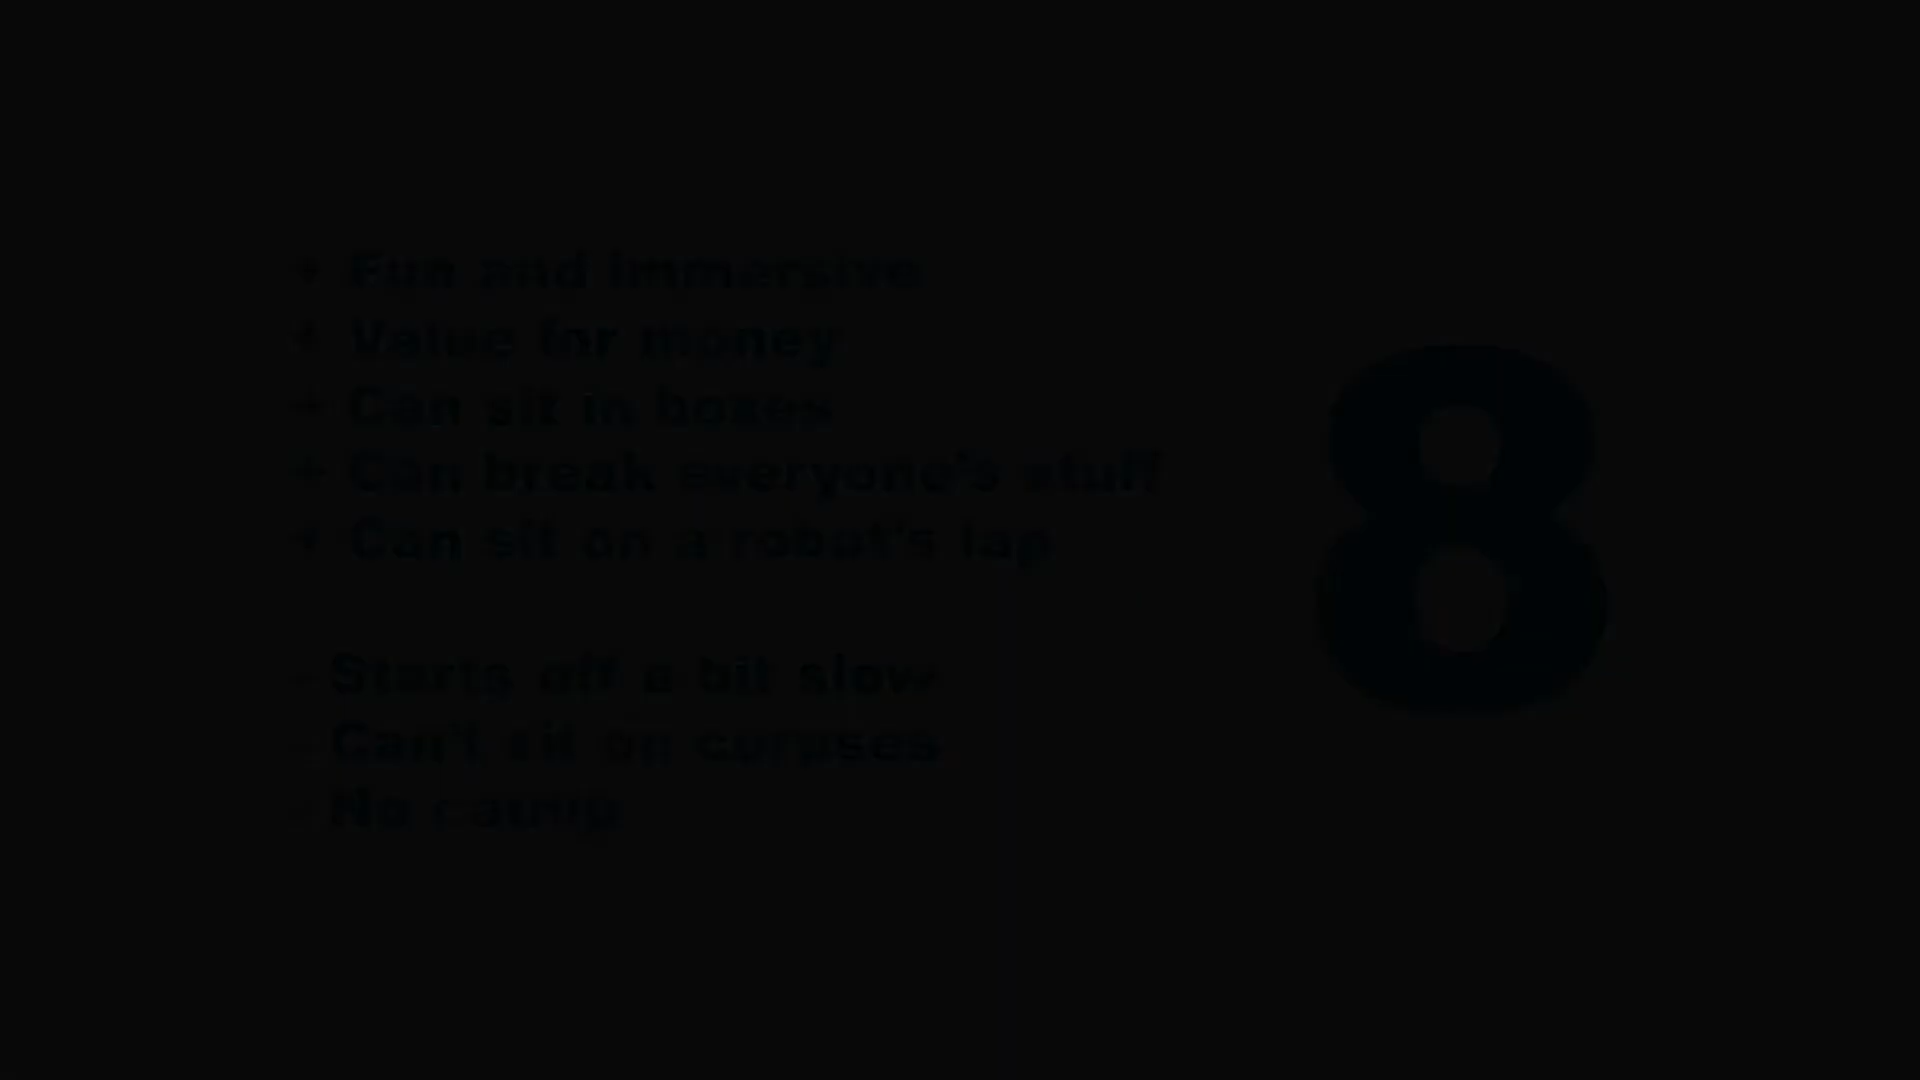 + Fun and immersive
+ Value for money
+ Can sit in boxes
+ Can break everyone's stuff
+ Can sit on a robot's lap
8
- Starts off a bit slow
- Can't sit on corpses
- No catnip